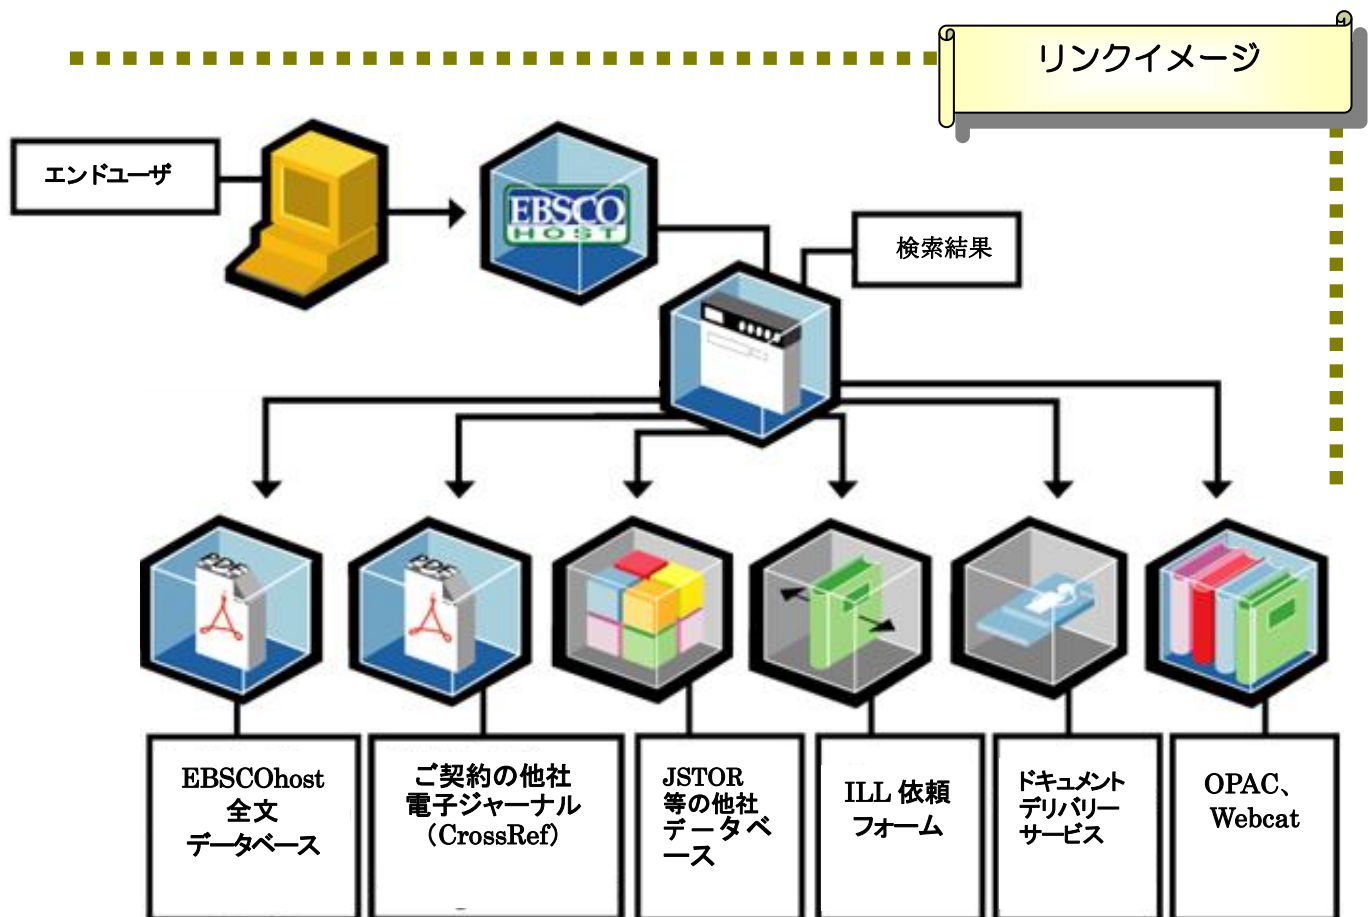 リンクイメージ
エンドユーザ
EBSCO
HOST
検索結果
PDF
PDF
EBSCOhost
全文
データベース
ご契約の他社
電子ジャーナル
（CrossRef）
JSTOR
等の他社
データベ
ース
ILL 依頼
フォーム
ドキュメント
デリバリー
サービス
OPAC、
Webcat